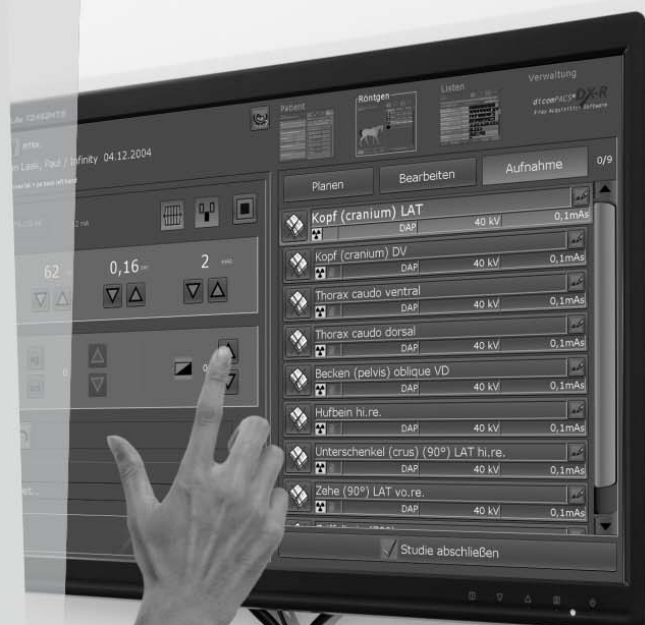 Patient
Röntgen
Listen
Verwaltung
dicomPACS® DX-R
X-ray Acquisition Software
Infinity 04.12.2004
Planen
Bearbeiten
Aufnahme
0/9
62
0,16
2
Kopf (cranium) LAT
DAP 40 kV 0,1mAs
Kopf (cranium) DV
DAP 40 kV 0,1mAs
Thorax caudo ventral
DAP 40 kV 0,1mAs
Thorax caudo dorsal
DAP 40 kV 0,1mAs
Becken (pelvis) oblique VD
DAP 40 kV 0,1mAs
Hufbein hi.re.
DAP 40 kV 0,1mAs
Unterschenkel (crus) (90°) LAT hi.re.
DAP 40 kV 0,1mAs
Zehe (90°) LAT vo.re.
DAP 40 kV 0,1mAs
Studie abschließen